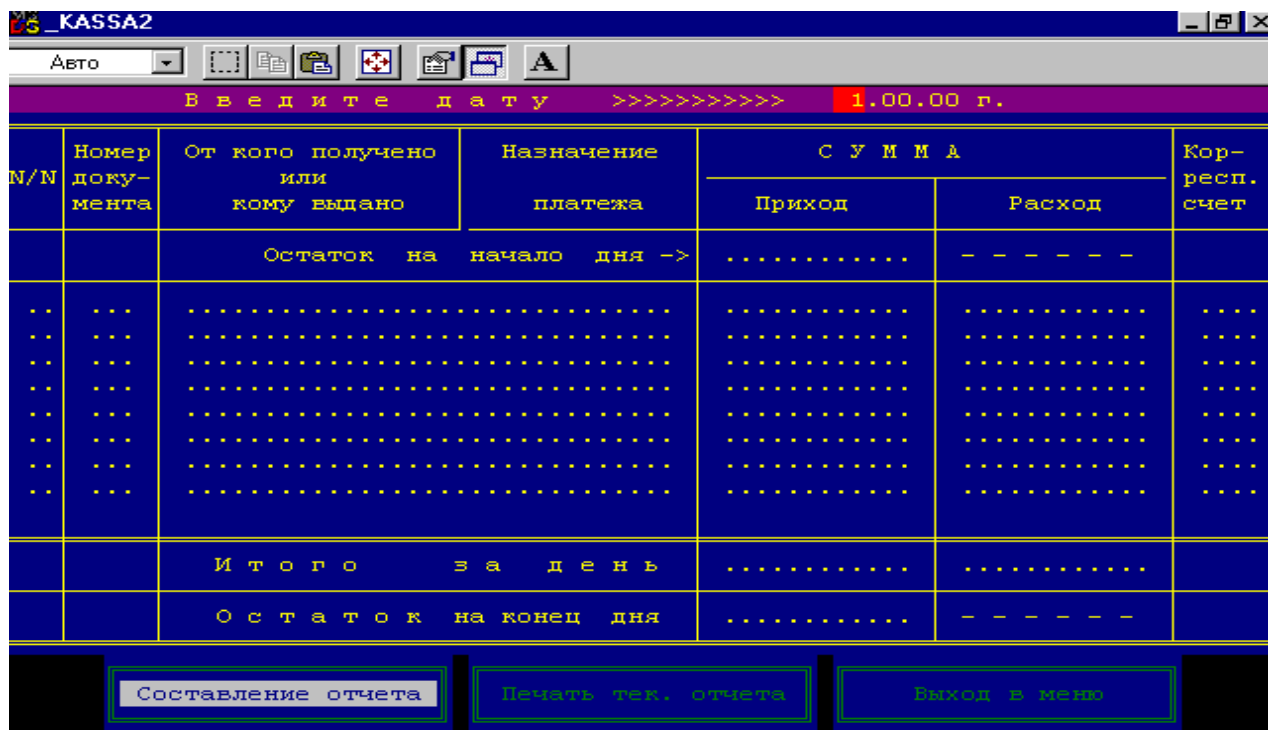 _KASSA2
Авто
A
В в е д и т е  д а т у  >>>>>>>>>>>  1.00.00 г.
N/N
Номер
доку-
мента
От кого получено
или
кому выдано
Назначение
платежа
С У М М А
Приход
Расход
Кор-
респ.
счет
Остаток на начало дня -> ............ - - - - - -
.. ... ................................ ............ ............ ....
.. ... ................................ ............ ............ ....
.. ... ................................ ............ ............ ....
.. ... ................................ ............ ............ ....
.. ... ................................ ............ ............ ....
.. ... ................................ ............ ............ ....
.. ... ................................ ............ ............ ....
И т о г о  з а  д е н ь ............ ............
О с т а т о к  на конец дня ............ - - - - - -
Составление отчета
Печать тек. отчета
Выход в меню